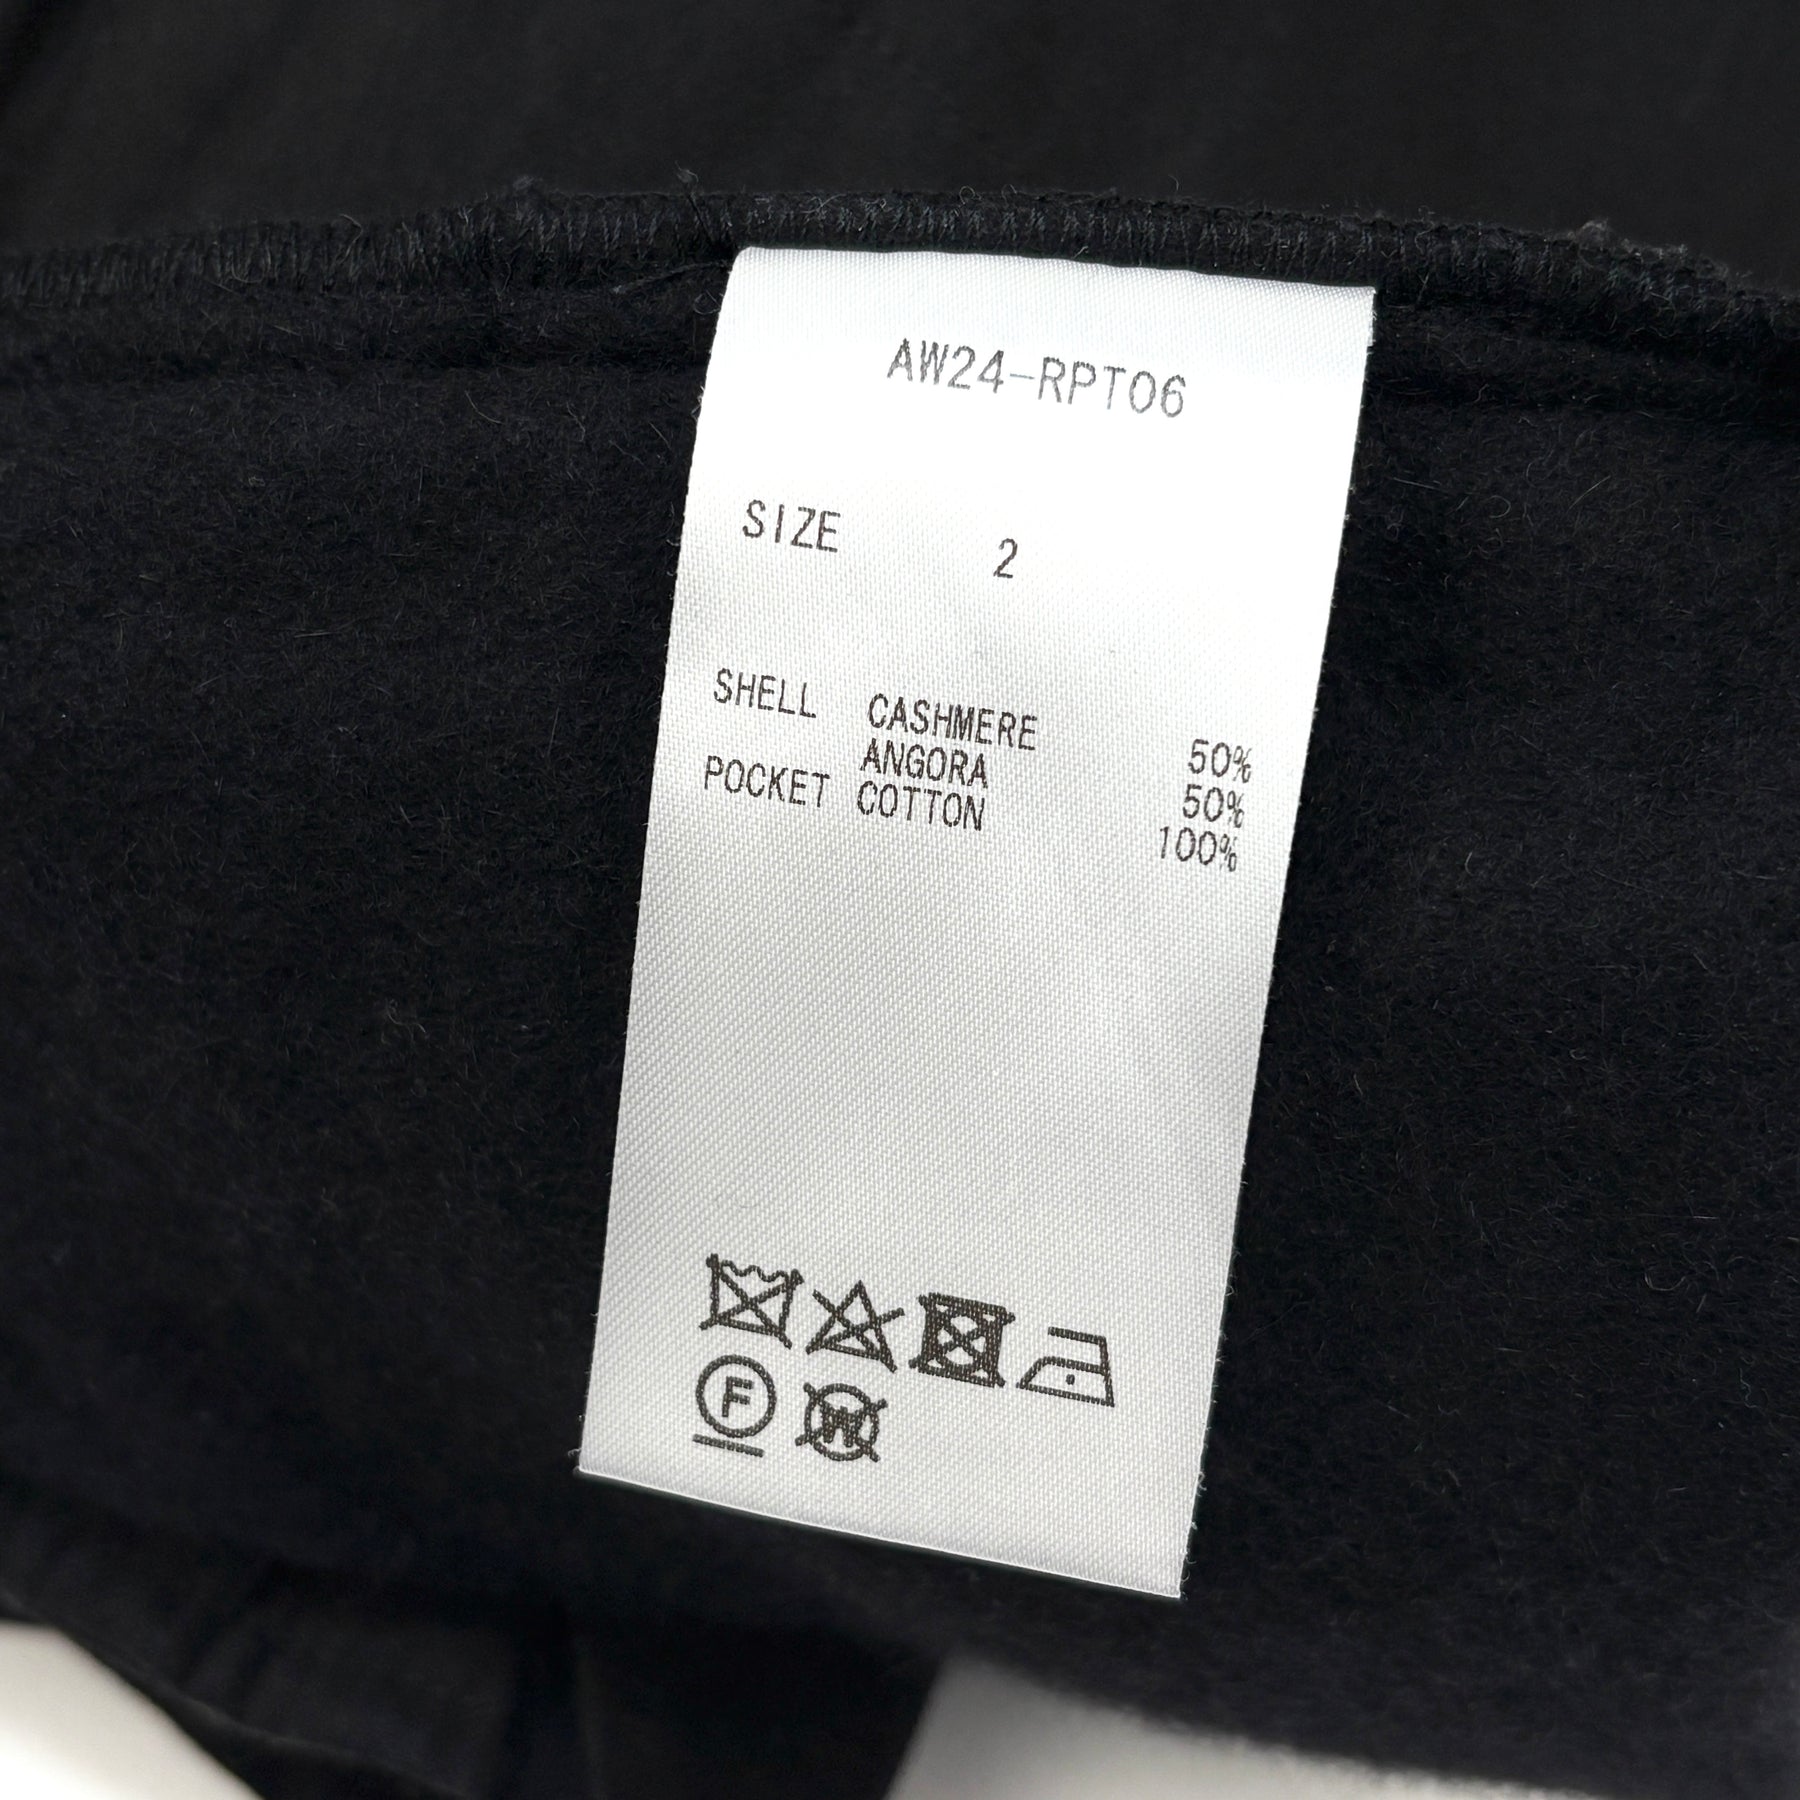 AW24-RPT06
SIZE 2
SHELL CASHMERE 50%
ANGORA 50%
POCKET COTTON 100%
F W